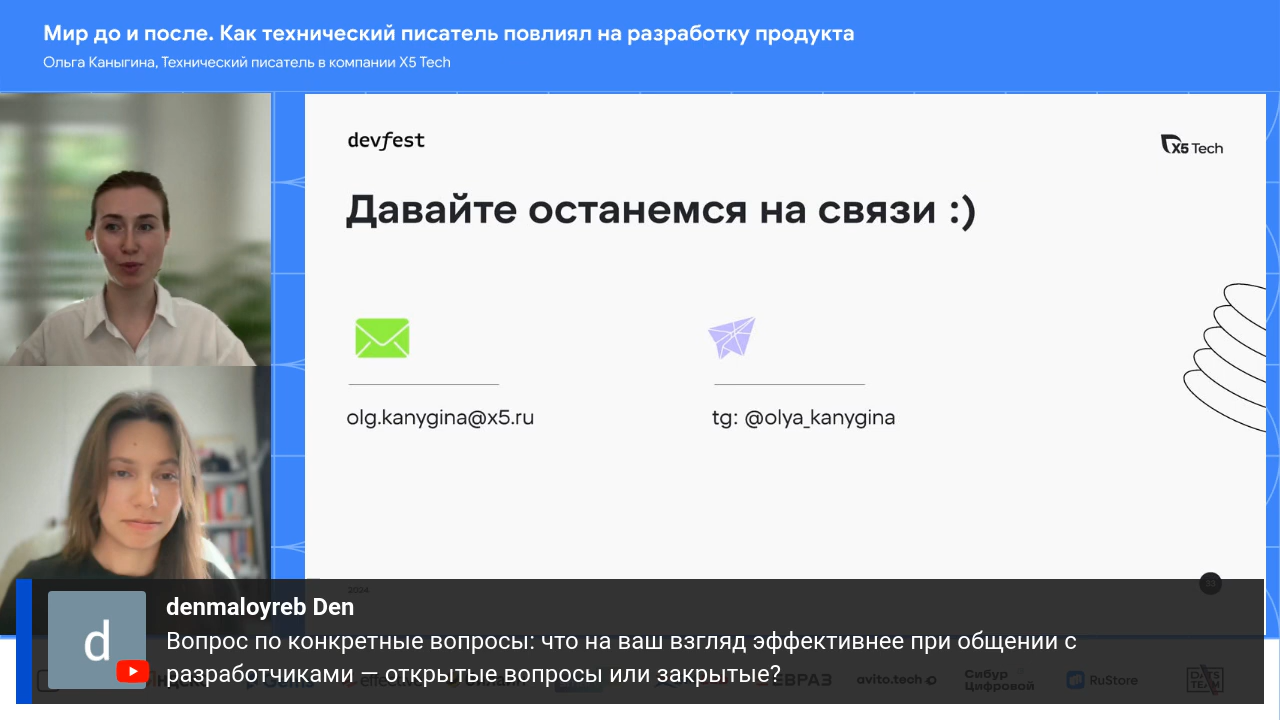 Мир до и после. Как технический писатель повлиял на разработку продукта
Ольга Каныгина, Технический писатель в компании X5 Tech
devfest
X5 Tech
Давайте останемся на связи :)
olg.kanygina@x5.ru
tg: @olya_kanygina
2024
d
denmaloyreb Den
Вопрос по конкретные вопросы: что на ваш взгляд эффективнее при общении с
разработчиками — открытые вопросы или закрытые?
ЕВРАЗ
avito.tech
Сибур
Цифровой
RuStore